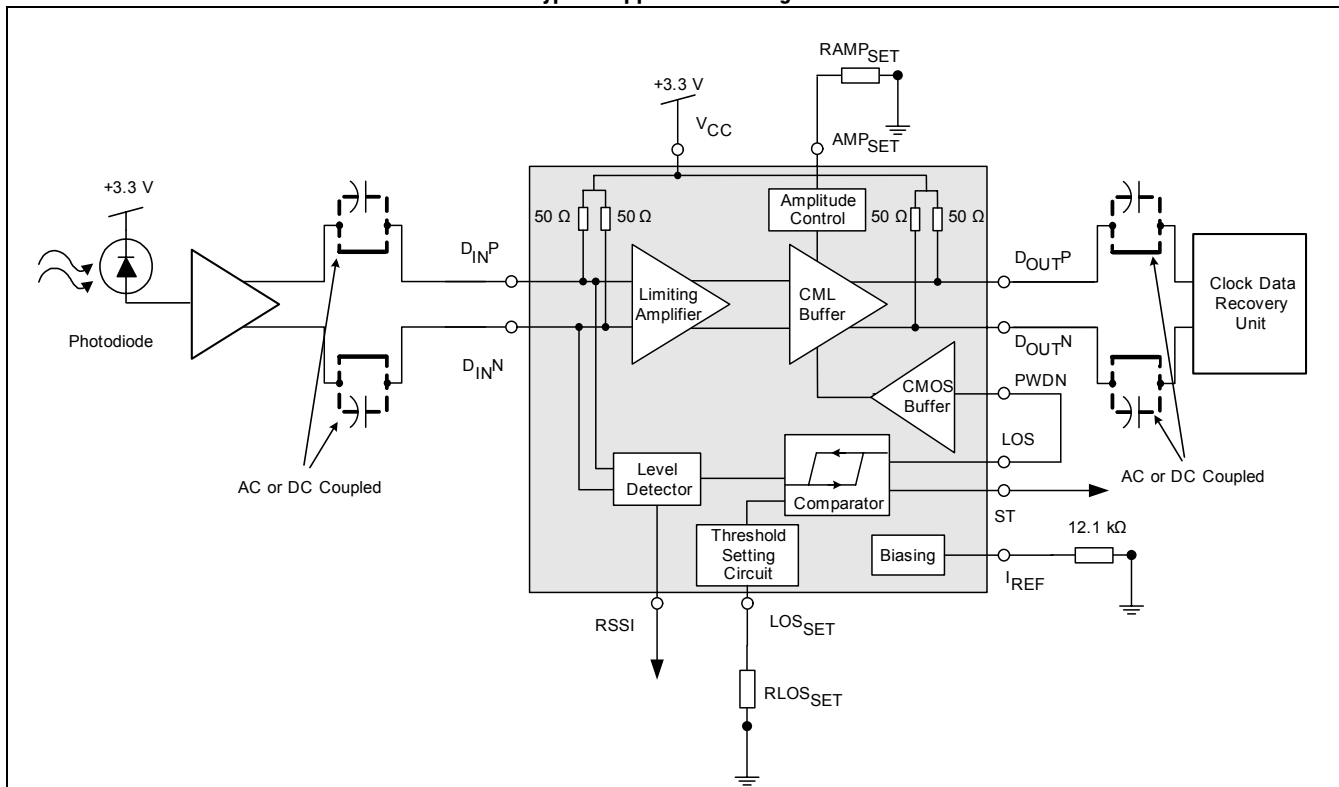 RAMPSET
+3.3 V
VCC
AMPSET
+3.3 V
50 Ω
50 Ω
Amplitude
Control
50 Ω
50 Ω
DINP
Limiting
Amplifier
CML
Buffer
DOUTP
Clock Data
Recovery
Unit
Photodiode
DINN
DOUTN
CMOS
Buffer
PWDN
LOS
AC or DC Coupled
Level
Detector
Comparator
ST
AC or DC Coupled
Threshold
Setting
Circuit
Biasing
12.1 kΩ
IREF
RSSI
LOSSET
RLOSSET